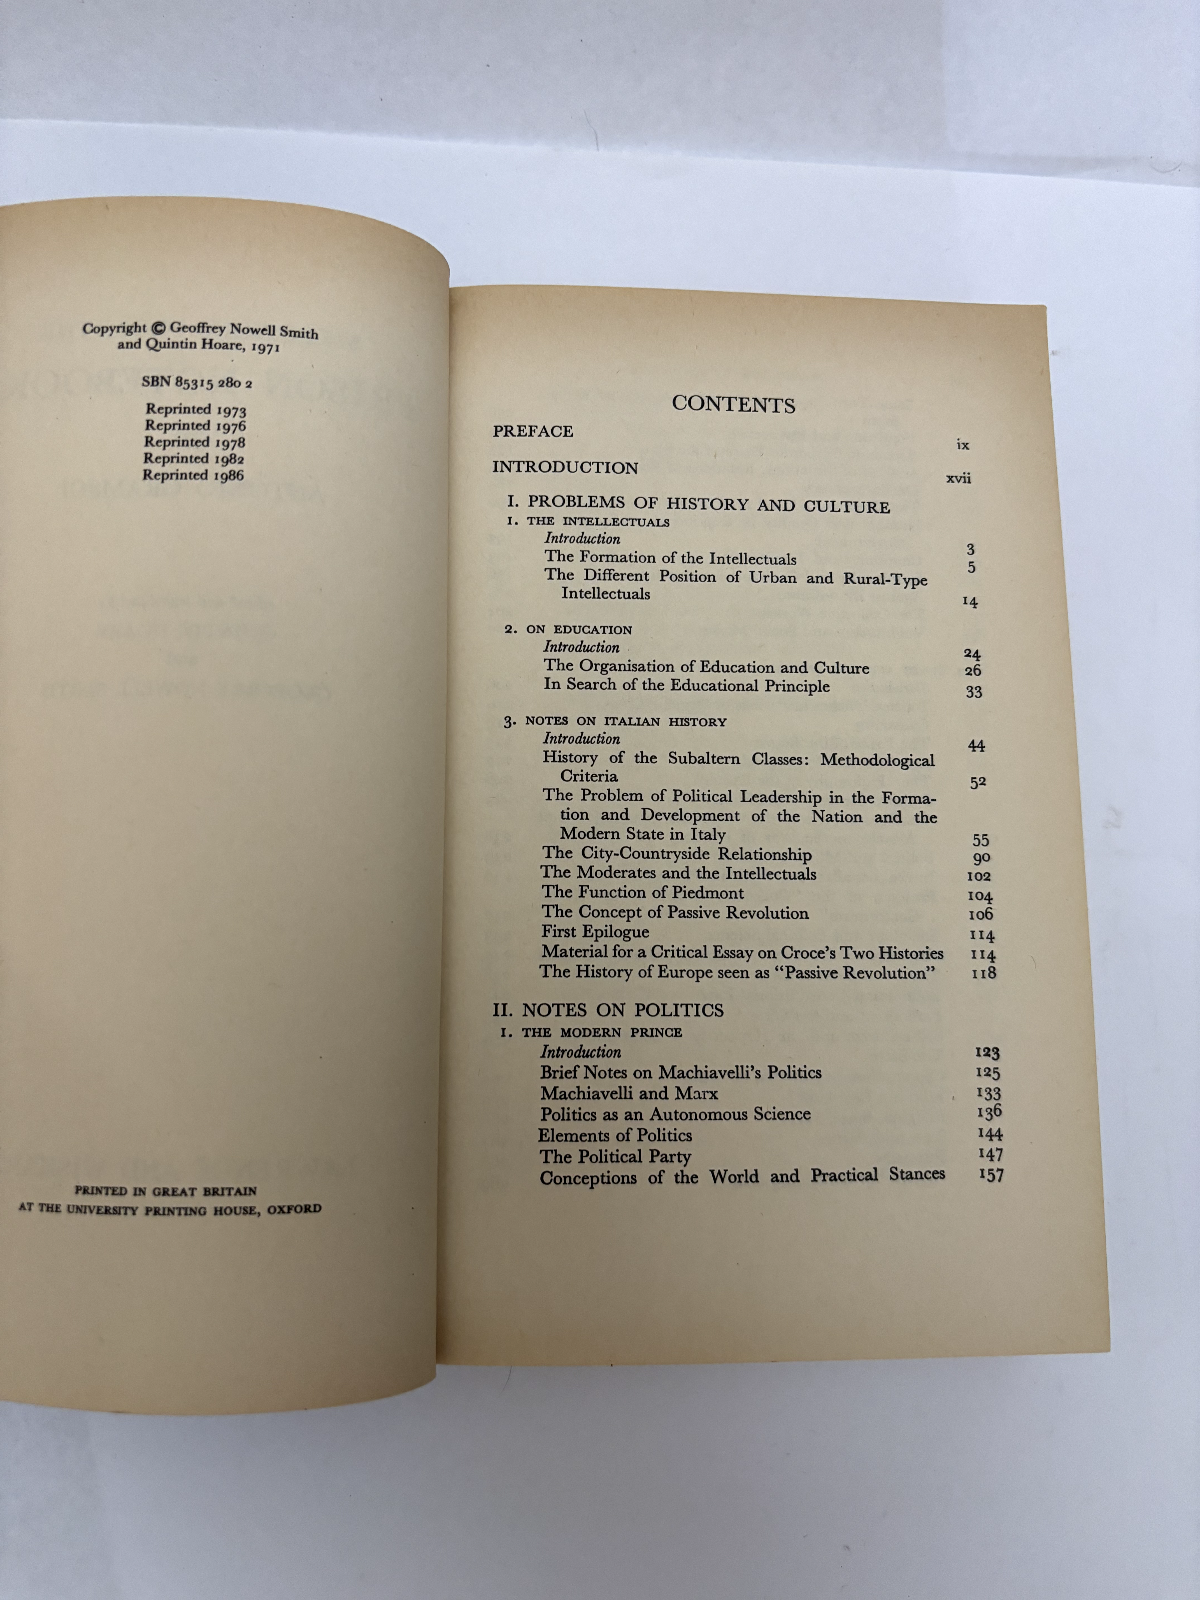 Copyright © Geoffrey Nowell Smith
and Quintin Hoare, 1971
SBN 85315 280 2
Reprinted 1973
Reprinted 1976
Reprinted 1978
Reprinted 1982
Reprinted 1986
PRINTED IN GREAT BRITAIN
AT THE UNIVERSITY PRINTING HOUSE, OXFORD
CONTENTS
PREFACE ix
INTRODUCTION xvii
I. PROBLEMS OF HISTORY AND CULTURE
1. THE INTELLECTUALS
Introduction 3
The Formation of the Intellectuals 5
The Different Position of Urban and Rural-Type
Intellectuals 14
2. ON EDUCATION
Introduction 24
The Organisation of Education and Culture 26
In Search of the Educational Principle 33
3. NOTES ON ITALIAN HISTORY
Introduction 44
History of the Subaltern Classes: Methodological
Criteria 52
The Problem of Political Leadership in the Forma-
tion and Development of the Nation and the
Modern State in Italy 55
The City-Countryside Relationship 90
The Moderates and the Intellectuals 102
The Function of Piedmont 104
The Concept of Passive Revolution 106
First Epilogue 114
Material for a Critical Essay on Croce's Two Histories 114
The History of Europe seen as "Passive Revolution" 118
II. NOTES ON POLITICS
1. THE MODERN PRINCE
Introduction 123
Brief Notes on Machiavelli's Politics 125
Machiavelli and Marx 133
Politics as an Autonomous Science 136
Elements of Politics 144
The Political Party 147
Conceptions of the World and Practical Stances 157